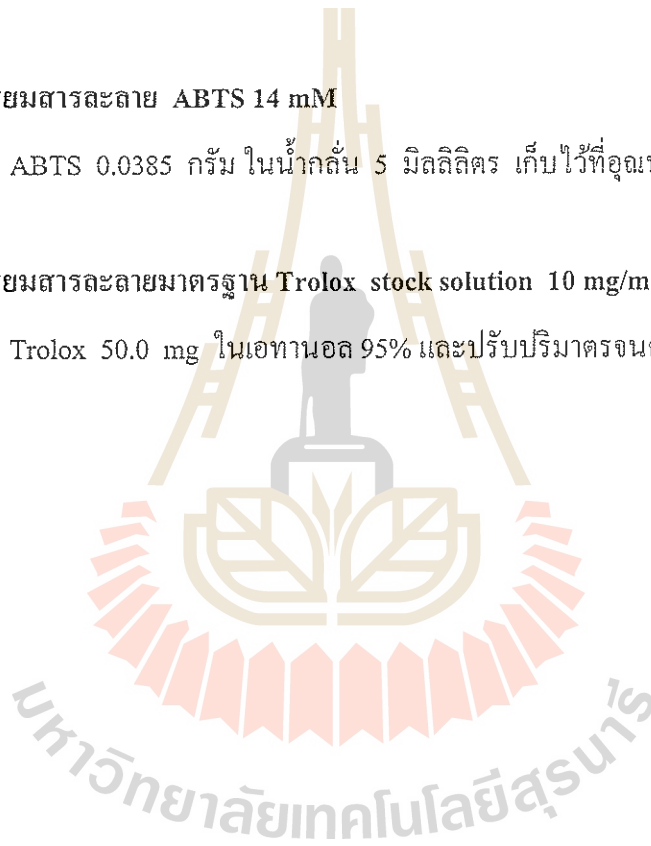 ยมสารละลาย ABTS 14 mM
ABTS 0.0385 กรัม ในน้ำกลั่น 5 มิลลิลิตร เก็บไว้ที่
ยมสารละลายมาตรฐาน Trolox stock solution 10
Trolox 50.0 mg ในเอทานอล 95% และปรับปริมาตรจน
มหาวิทยาลัยเทคโนโลยีสุรนารี